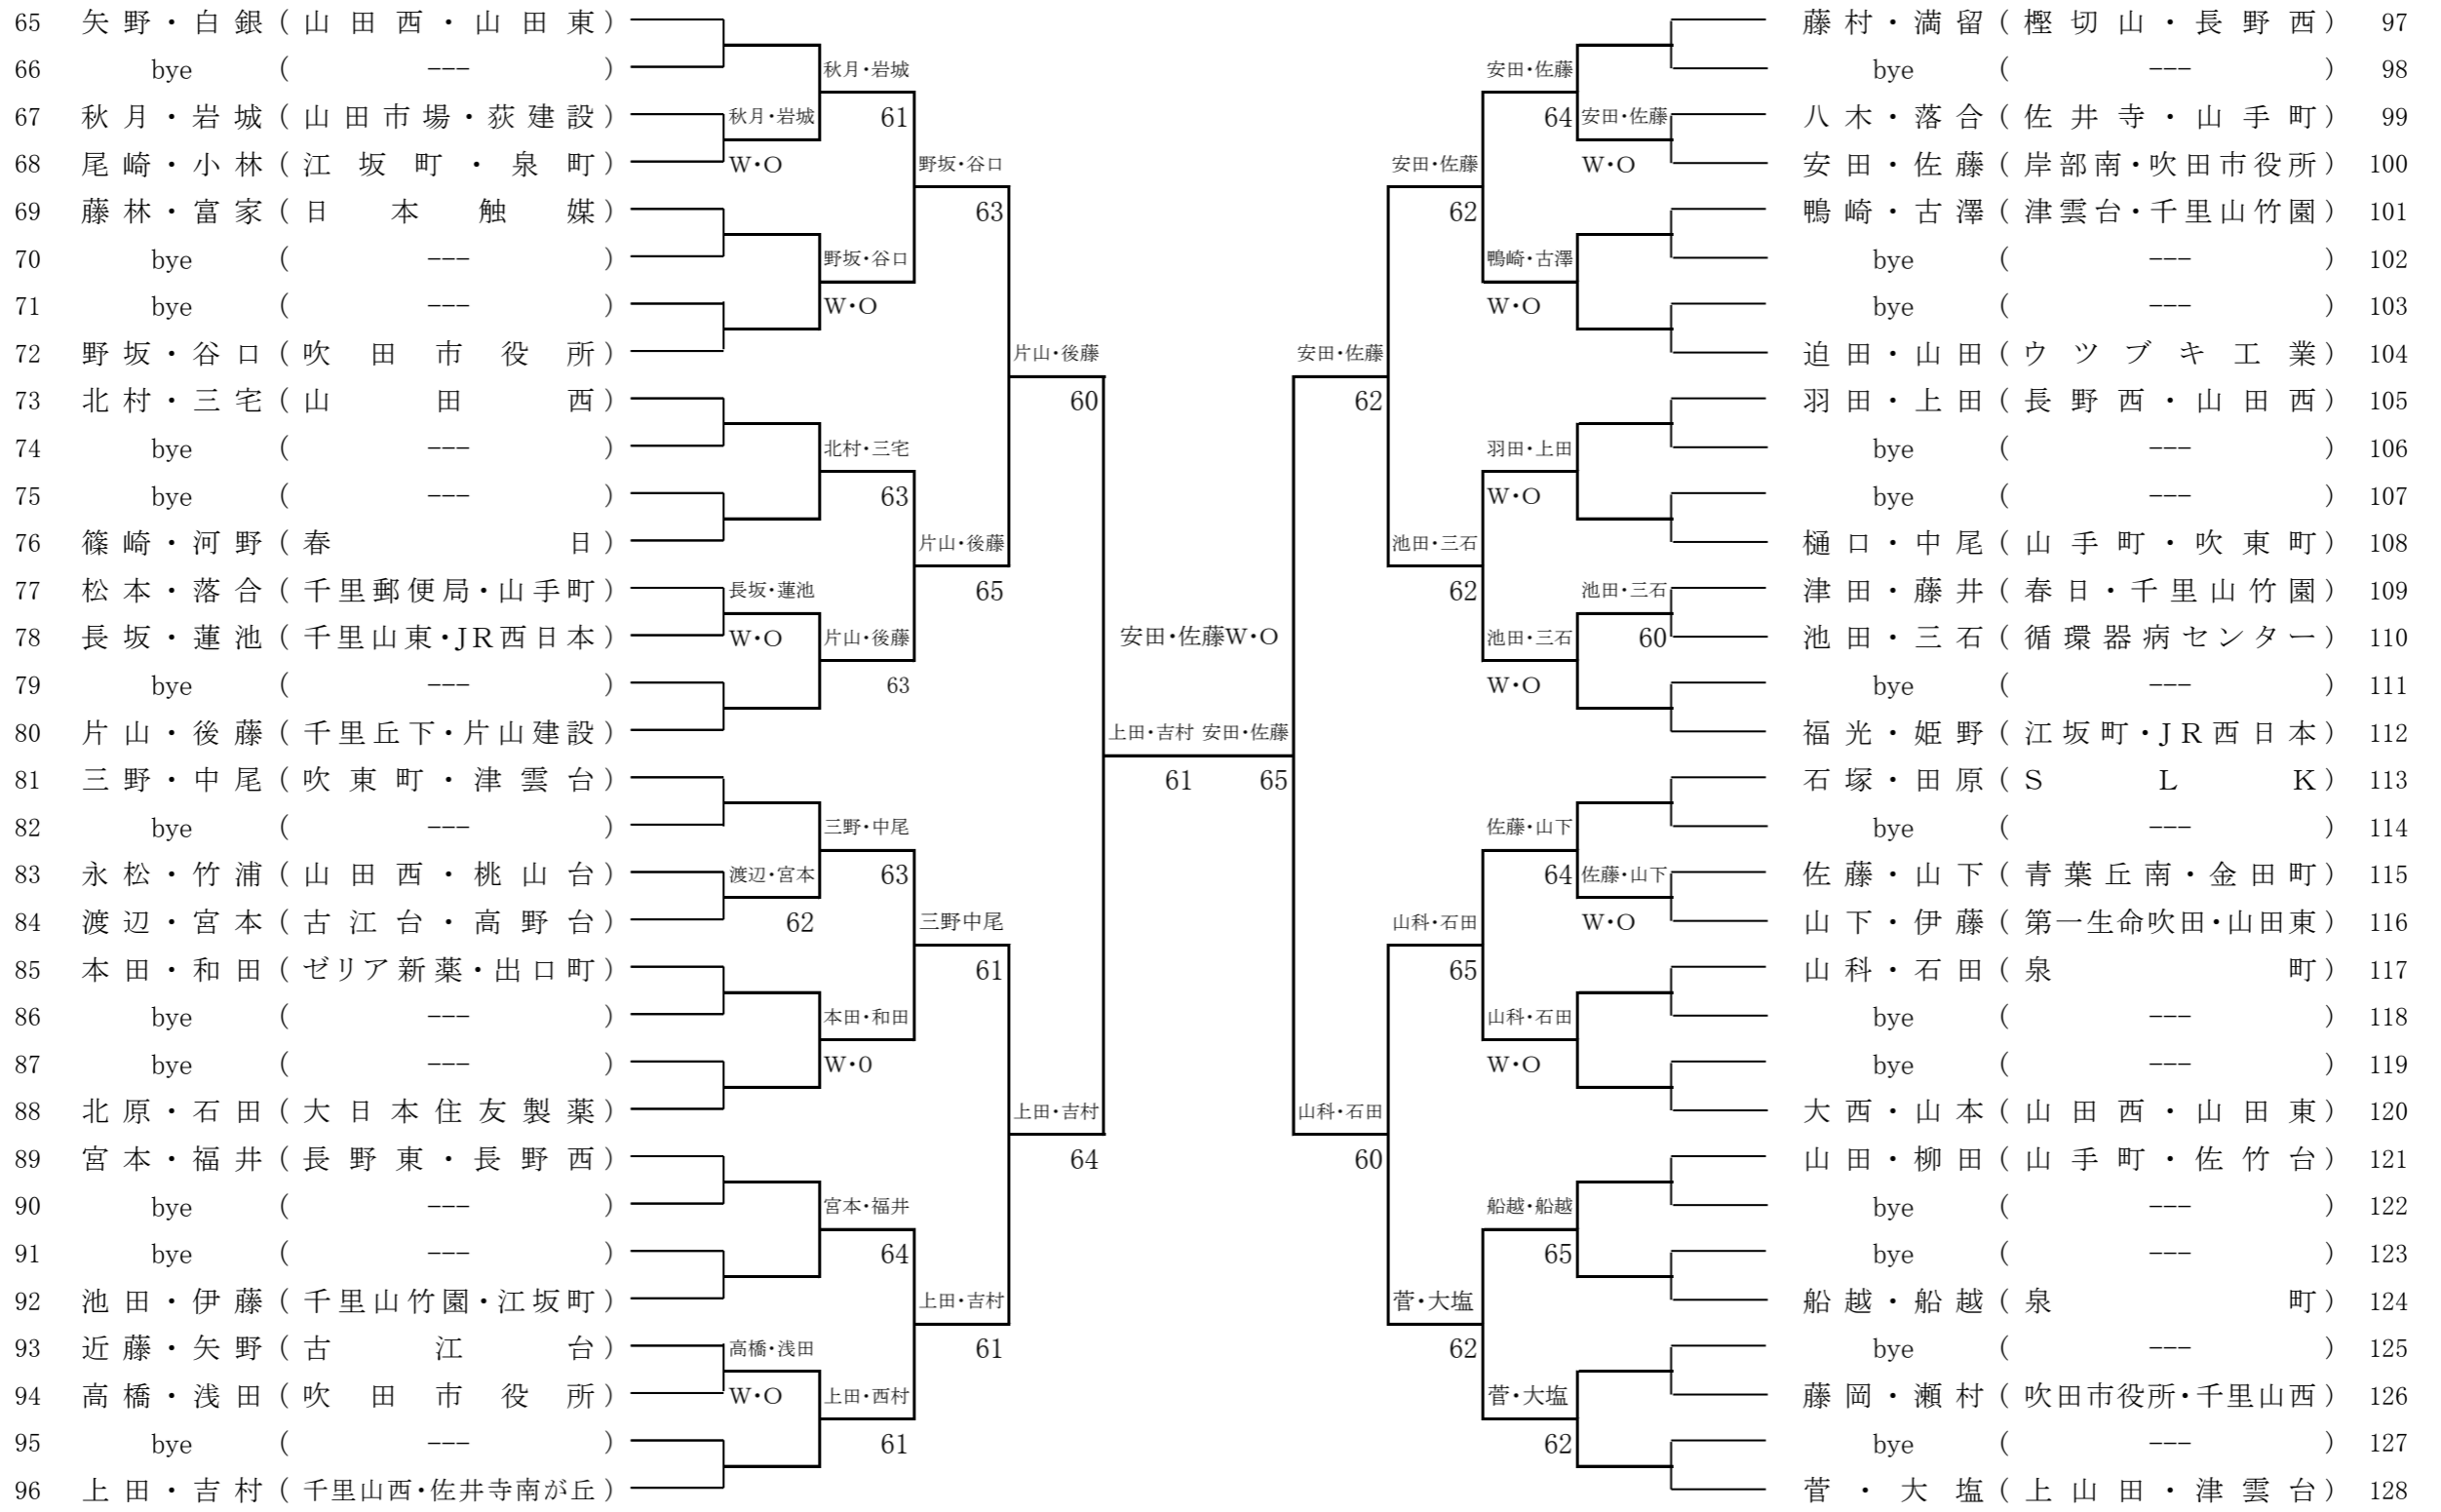 65 矢野・白銀(山田西・山田東) 藤村・満留(樫切山・長野西) 97
66 bye ( --- ) 秋月・岩城 安田・佐藤 bye ( --- ) 98
67 秋月・岩城(山田市場・荻建設) 秋月・岩城 61 64 安田・佐藤 八木・落合(佐井寺・山手町) 99
68 尾崎・小林(江坂町・泉町) W・O 野坂・谷口 安田・佐藤 W・O 安田・佐藤(岸部南・吹田市役所) 100
69 藤林・富家(日本触媒) 63 62 鴨崎・古澤(津雲台・千里山竹園) 101
70 bye ( --- ) 野坂・谷口 鴨崎・古澤 bye ( --- ) 102
71 bye ( --- ) W・O W・O bye ( --- ) 103
72 野坂・谷口(吹田市役所) 片山・後藤 安田・佐藤 迫田・山田(ウツブキ工業) 104
73 北村・三宅(山田西) 60 62 羽田・上田(長野西・山田西) 105
74 bye ( --- ) 北村・三宅 羽田・上田 bye ( --- ) 106
75 bye ( --- ) 63 W・O bye ( --- ) 107
76 篠崎・河野(春日) 片山・後藤 池田・三石 樋口・中尾(山手町・吹東町) 108
77 松本・落合(千里郵便局・山手町) 長坂・蓮池 65 62 池田・三石 津田・藤井(春日・千里山竹園) 109
78 長坂・蓮池(千里山東・JR西日本) W・O 片山・後藤 安田・佐藤W・O 池田・三石 60 池田・三石(循環器病センター) 110
79 bye ( --- ) 63 W・O bye ( --- ) 111
80 片山・後藤(千里丘下・片山建設) 上田・吉村 安田・佐藤 福光・姫野(江坂町・JR西日本) 112
81 三野・中尾(吹東町・津雲台) 61 65 石塚・田原(SLK) 113
82 bye ( --- ) 三野・中尾 佐藤・山下 bye ( --- ) 114
83 永松・竹浦(山田西・桃山台) 渡辺・宮本 63 64 佐藤・山下 佐藤・山下(青葉丘南・金田町) 115
84 渡辺・宮本(古江台・高野台) 62 三野中尾 山科・石田 W・O 山下・伊藤(第一生命吹田・山田東) 116
85 本田・和田(ゼリア新薬・出口町) 61 65 山科・石田(泉町) 117
86 bye ( --- ) 本田・和田 山科・石田 bye ( --- ) 118
87 bye ( --- ) W・0 W・O bye ( --- ) 119
88 北原・石田(大日本住友製薬) 上田・吉村 山科・石田 大西・山本(山田西・山田東) 120
89 宮本・福井(長野東・長野西) 64 60 山田・柳田(山手町・佐竹台) 121
90 bye ( --- ) 宮本・福井 船越・船越 bye ( --- ) 122
91 bye ( --- ) 64 65 bye ( --- ) 123
92 池田・伊藤(千里山竹園・江坂町) 上田・吉村 菅・大塩 船越・船越(泉町) 124
93 近藤・矢野(古江台) 高橋・浅田 61 62 bye ( --- ) 125
94 高橋・浅田(吹田市役所) W・O 上田・西村 菅・大塩 藤岡・瀬村(吹田市役所・千里山西) 126
95 bye ( --- ) 61 62 bye ( --- ) 127
96 上田・吉村(千里山西・佐井寺南が丘) 菅・大塩(上山田・津雲台) 128